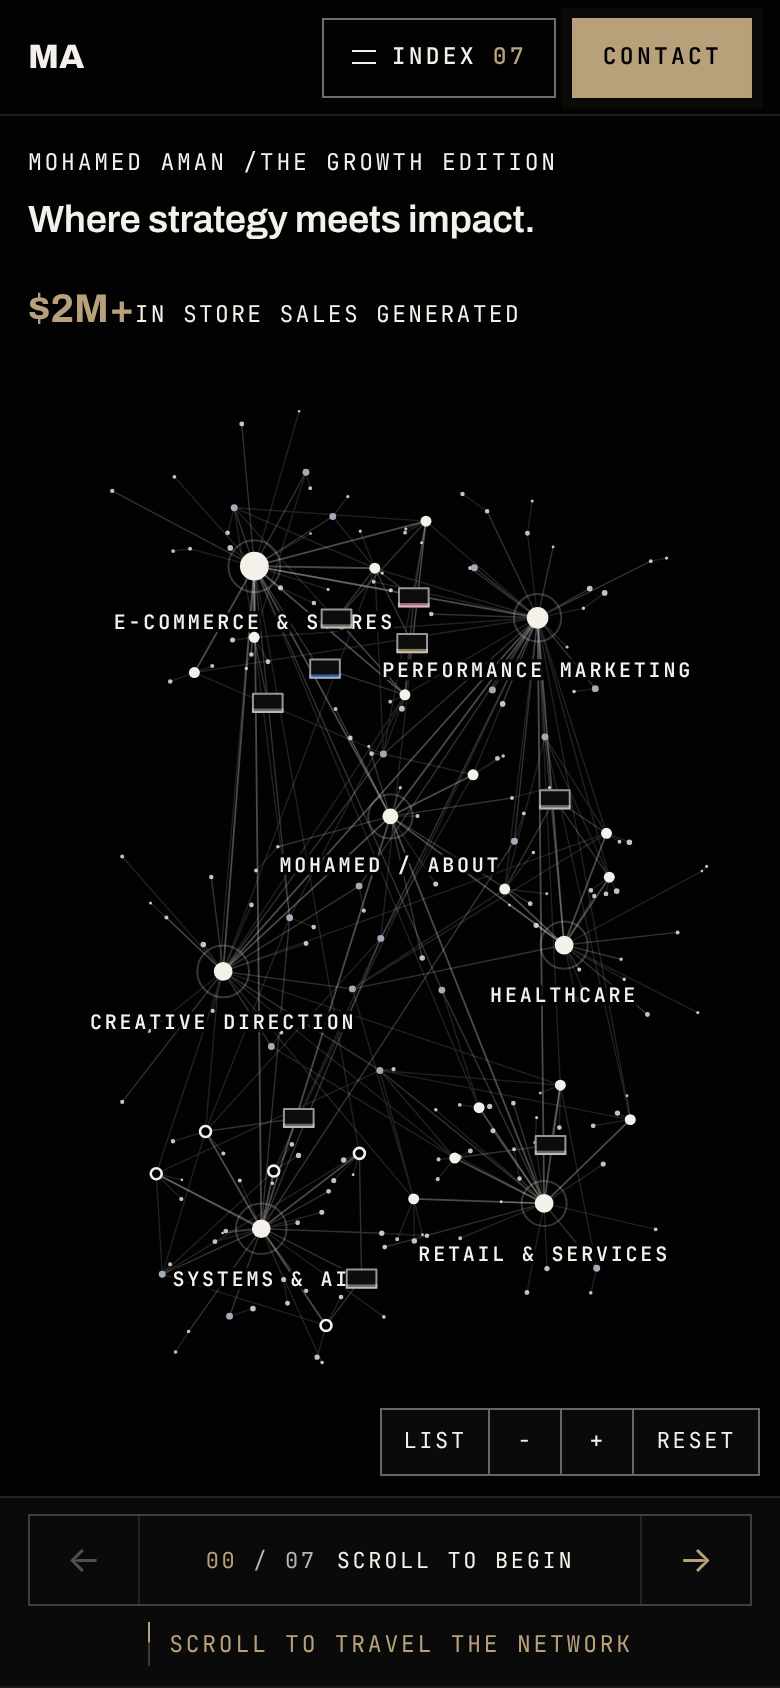 MA
INDEX 07
CONTACT
MOHAMED AMAN /THE GROWTH EDITION
Where strategy meets impact.
$2M+IN STORE SALES GENERATED
E-COMMERCE &
PERFORMANCE MARKETING
MOHAMED / ABOUT
HEALTHCARE
CREATIVE DIRECTION
RETAIL & SERVICES
SYSTEMS & AI
LIST - + RESET
← 00 / 07 SCROLL TO BEGIN →
SCROLL TO TRAVEL THE NETWORK